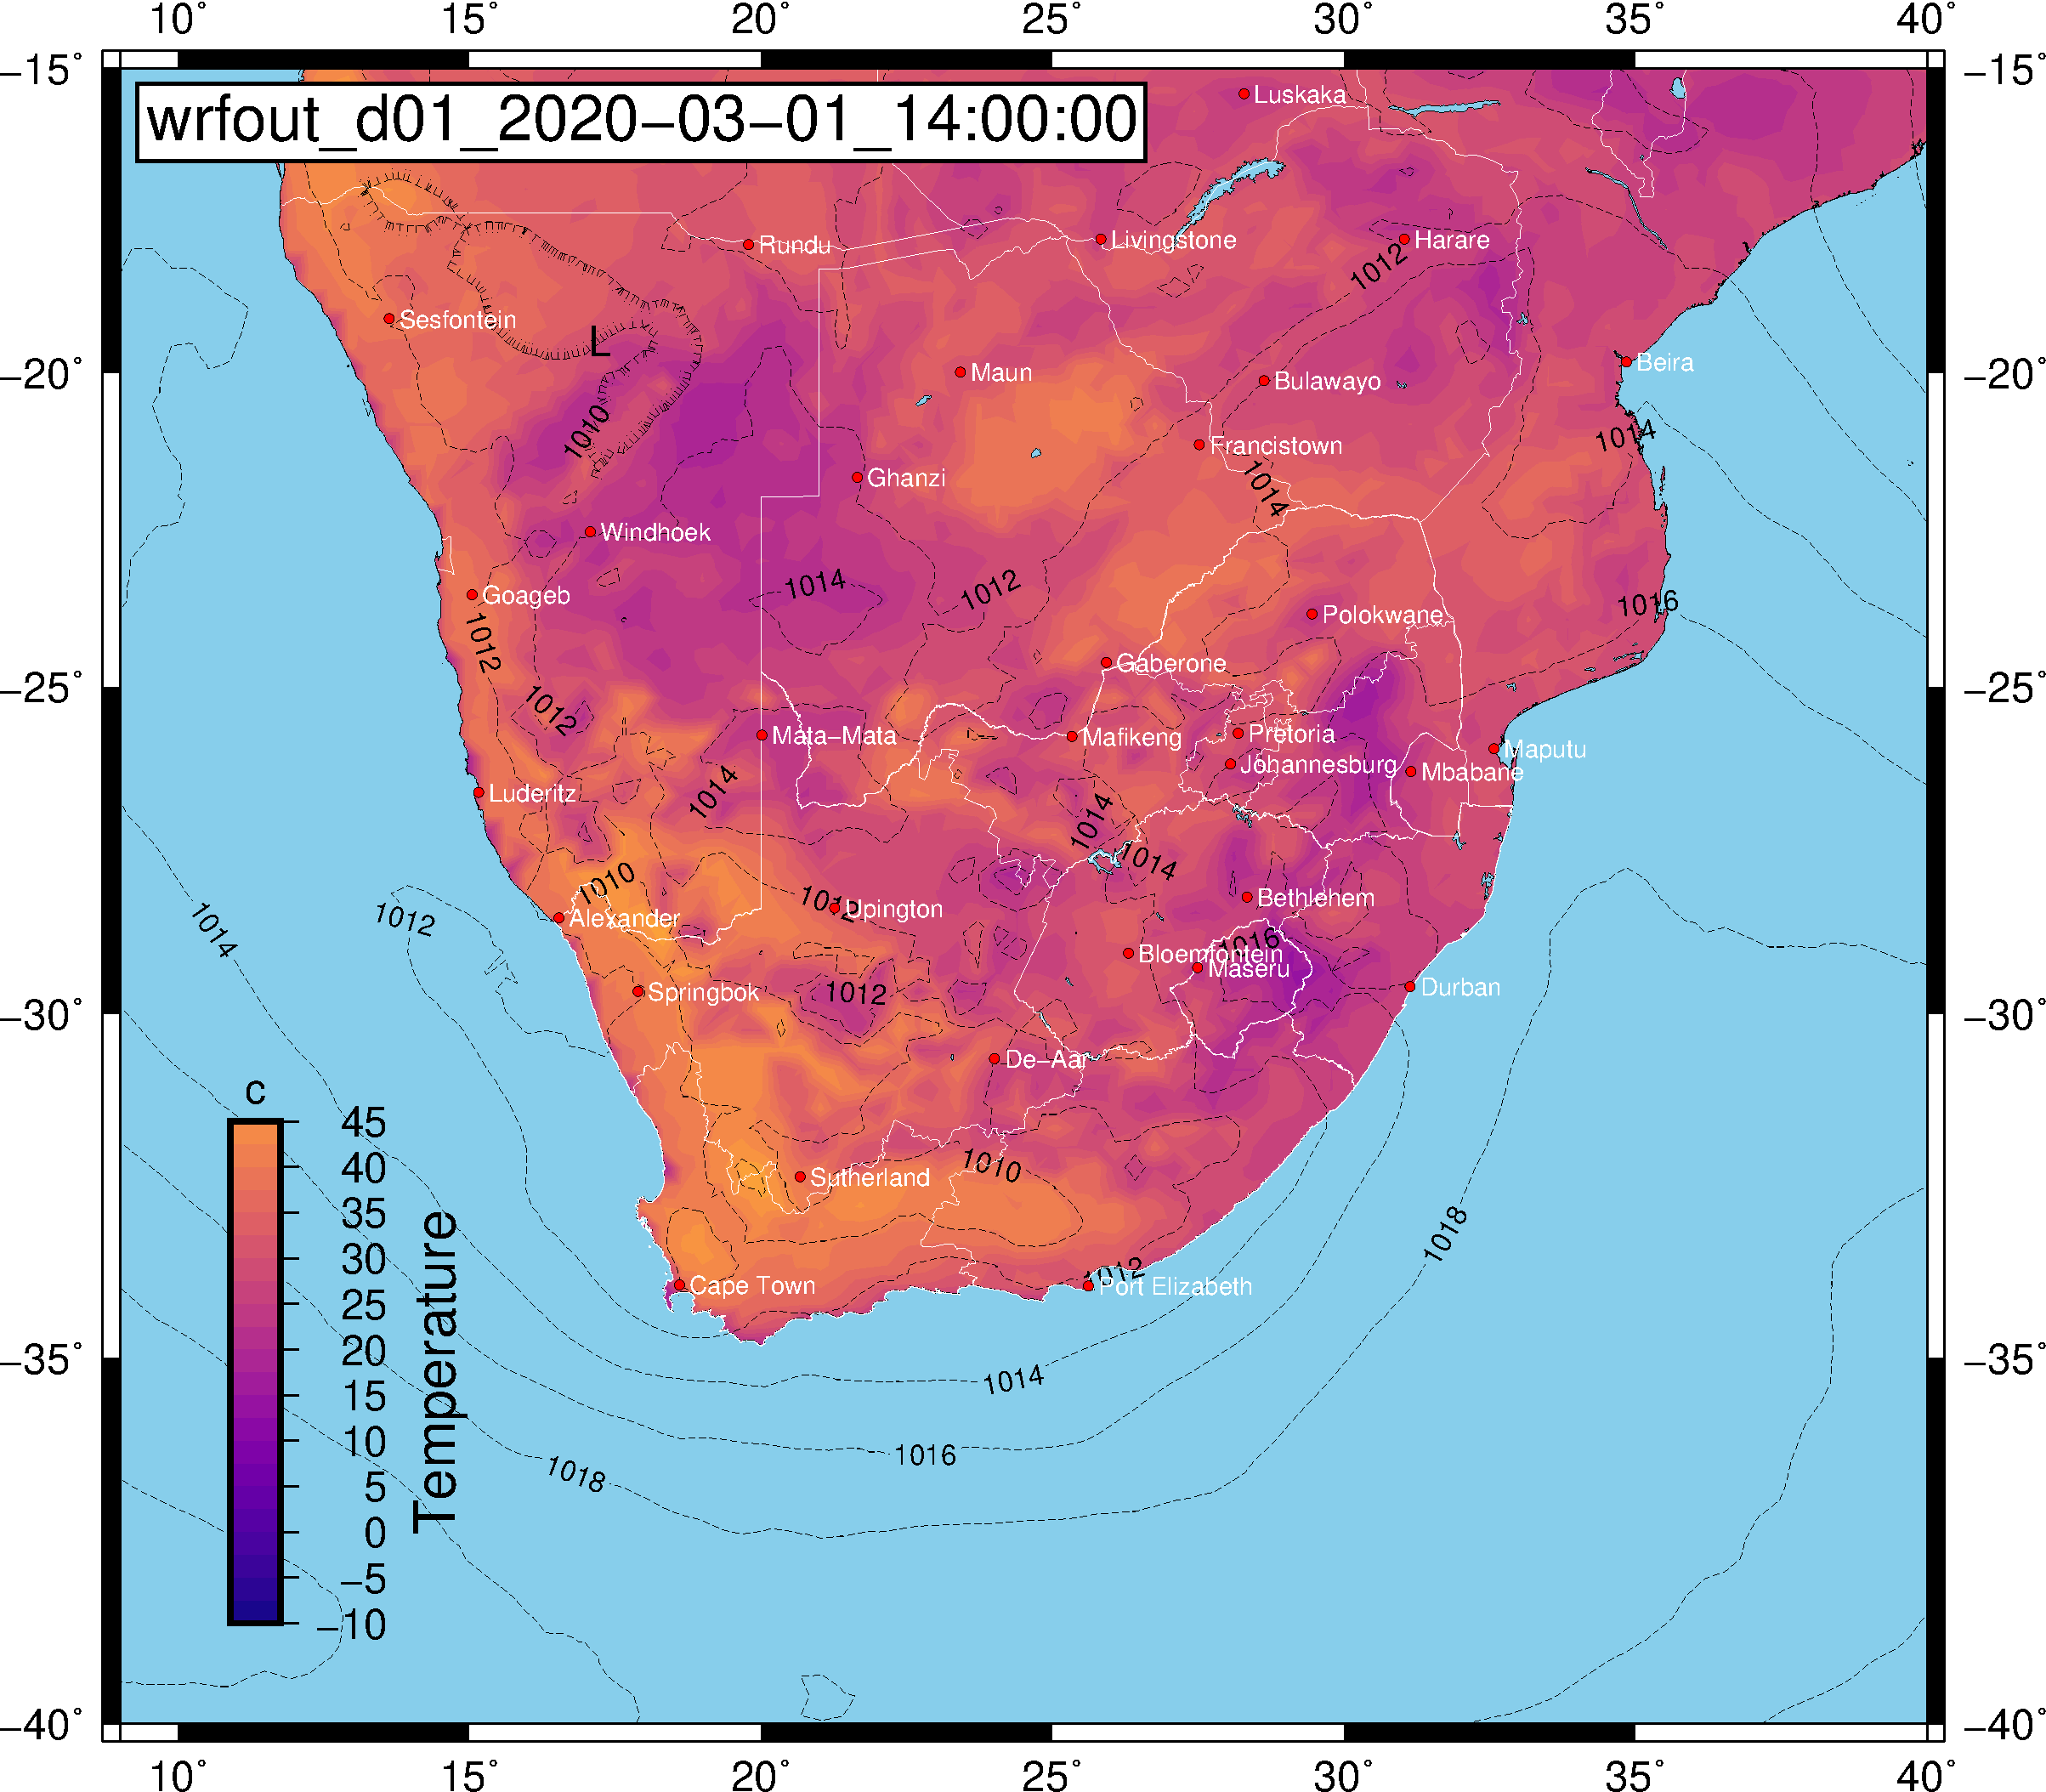 10° 15° 20° 25° 30° 35° 40°
−15° −15°
wrfout_d01_2020−03−01_14:00:00
Luskaka
Rundu
Livingstone
Harare
1012
Sesfontein
L
−20° −20°
Maun
Bulawayo
Beira
1010
1014
Francistown
Ghanzi
1014
Windhoek
1014
1012
Goageb
1016
Polokwane
1012
Gaberone
−25° −25°
1012
Mata−Mata
Mafikeng
Pretoria
Maputu
Johannesburg
Mbabane
1014
Luderitz
1014
1014
1010
Bethlehem
1012
Upington
1014
1012
Alexander
1016
Bloemfontein
Maseru
Durban
Springbok
1012
−30° −30°
De−Aar
c
45
40
35
30
25
20
15
10
5
0
−5
−10
Temperature
1010
Sutherland
1018
1012
Cape Town
Port Elizabeth
−35° −35°
1014
1016
1018
−40° −40°
10° 15° 20° 25° 30° 35° 40°